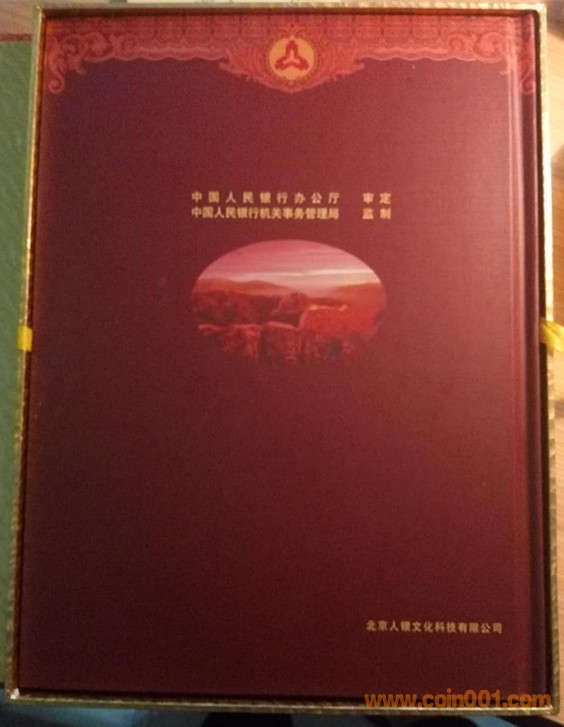 中国人民银行办公厅 审定
中国人民银行机关事务管理局 监制
北京人银文化科技有限公司
www.coin001.com